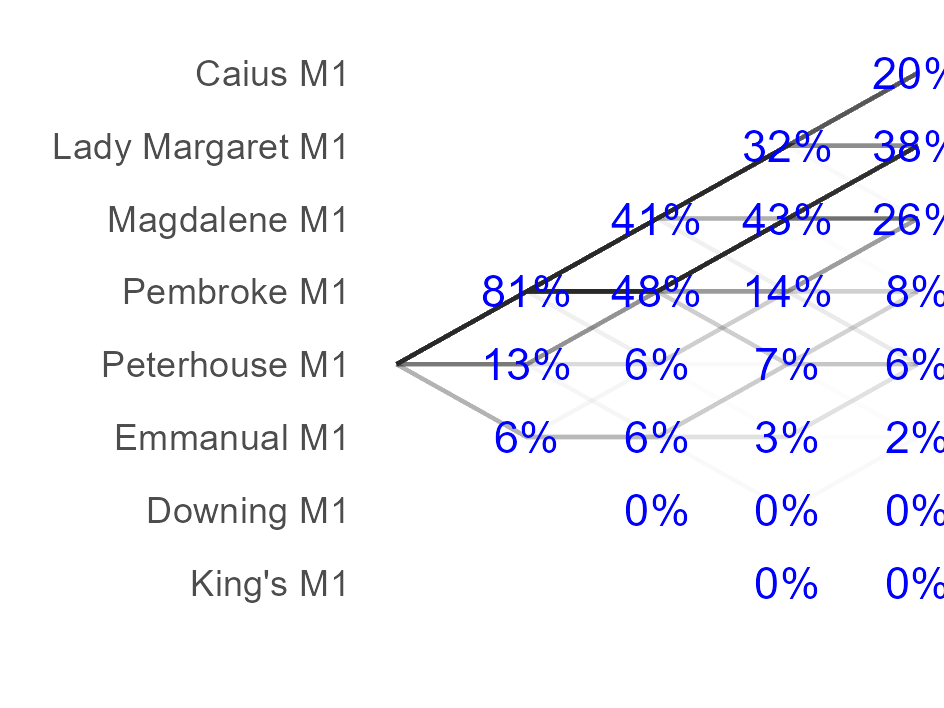 Caius M1 20%
Lady Margaret M1 32% 38%
Magdalene M1 41% 43% 26%
Pembroke M1 81% 48% 14% 8%
Peterhouse M1 13% 6% 7% 6%
Emmanual M1 6% 6% 3% 2%
Downing M1 0% 0% 0%
King's M1 0% 0%